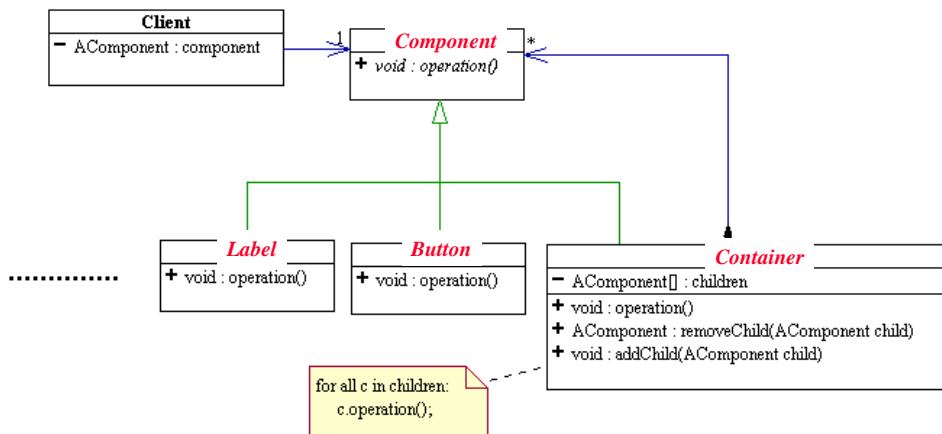 Client
− AComponent : component
1
Component
*
+ void : operation()
Label
+ void : operation()
Button
+ void : operation()
Container
− AComponent[] : children
+ void : operation()
+ AComponent : removeChild(AComponent child)
+ void : addChild(AComponent child)
for all c in children:
c.operation();